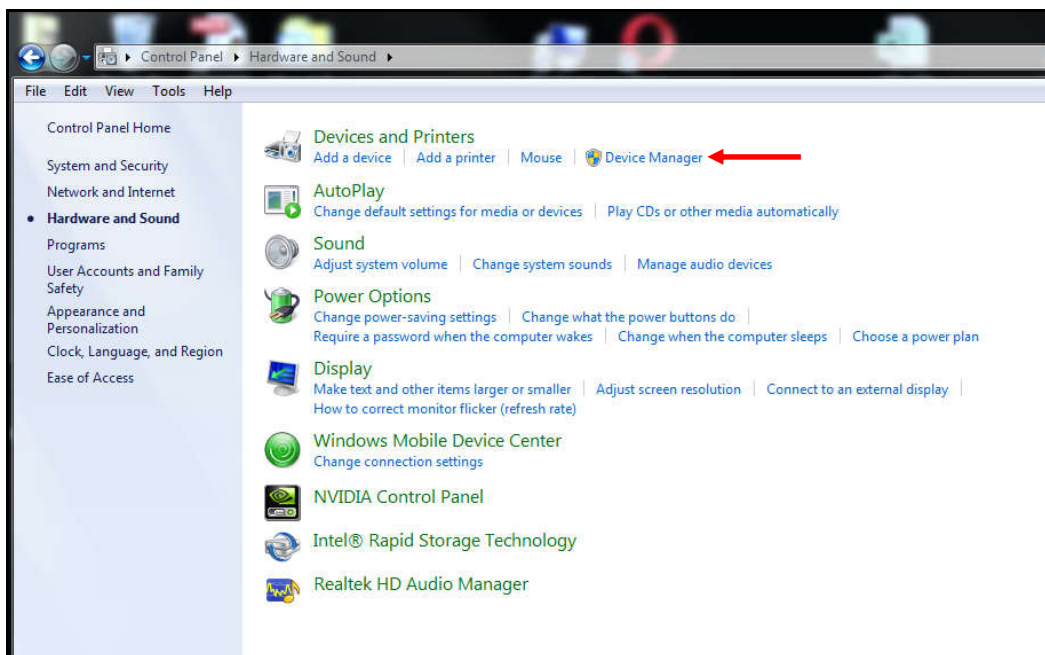 Control Panel Hardware and Sound
File Edit View Tools Help
Control Panel Home
System and Security
Network and Internet
Hardware and Sound
Programs
User Accounts and Family
Safety
Appearance and
Personalization
Clock, Language, and Region
Ease of Access
Devices and Printers
Add a device Add a printer Mouse Device Manager
AutoPlay
Change default settings for media or devices Play CDs or other media automatically
Sound
Adjust system volume Change system sounds Manage audio devices
Power Options
Change power-saving settings Change what the power buttons do
Require a password when the computer wakes Change when the computer sleeps Choose a power plan
Display
Make text and other items larger or smaller Adjust screen resolution Connect to an external display
How to correct monitor flicker (refresh rate)
Windows Mobile Device Center
Change connection settings
NVIDIA Control Panel
Intel® Rapid Storage Technology
Realtek HD Audio Manager